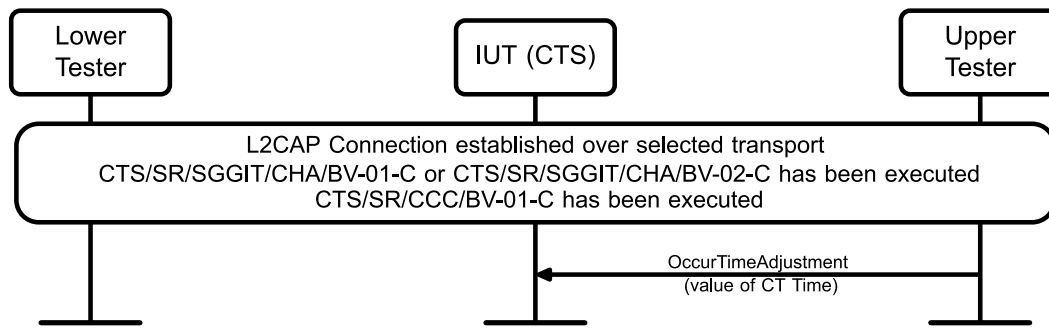 Lower
Tester
IUT (CTS)
Upper
Tester
L2CAP Connection established over selected transport
CTS/SR/SGGIT/CHA/BV-01-C or CTS/SR/SGGIT/CHA/BV-02-C has been executed
CTS/SR/CCC/BV-01-C has been executed
OccurTimeAdjustment
(value of CT Time)